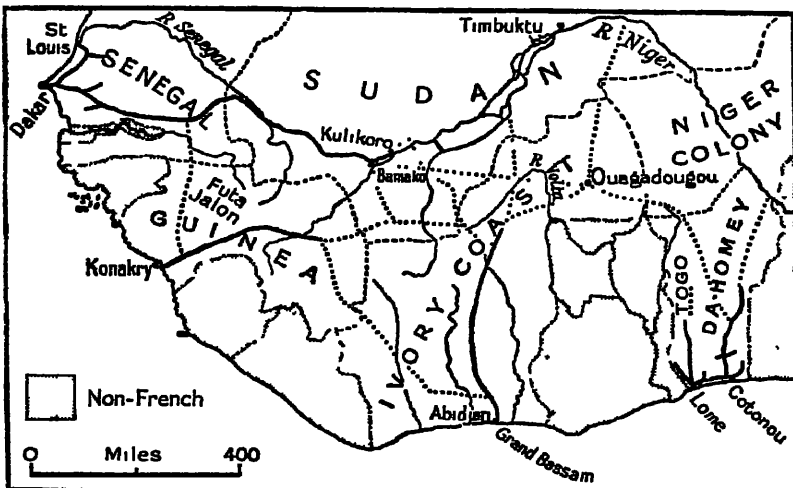 St
Louis
R Senegal
SENEGAL
Dakar
SUDAN
Timbuktu
R Niger
NIGER
COLONY
Kulikoro
Bamako
R Volta
Ouagadougou
Futa
Jalon
GUINEA
Konakry
IVORY COAST
TOGO
DAHOMEY
Abidjan
Grand Bassam
Lome
Cotonou
Non-French
0 Miles 400